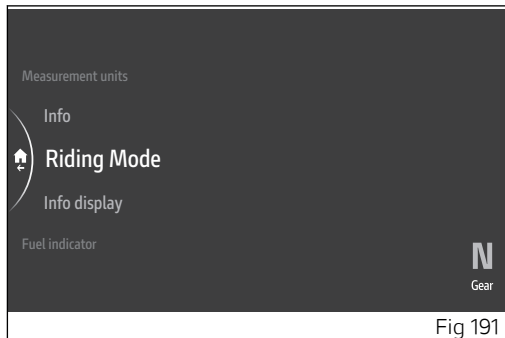 Measurement units
Info
Riding Mode
Info display
Fuel indicator
N
Gear
Fig 191